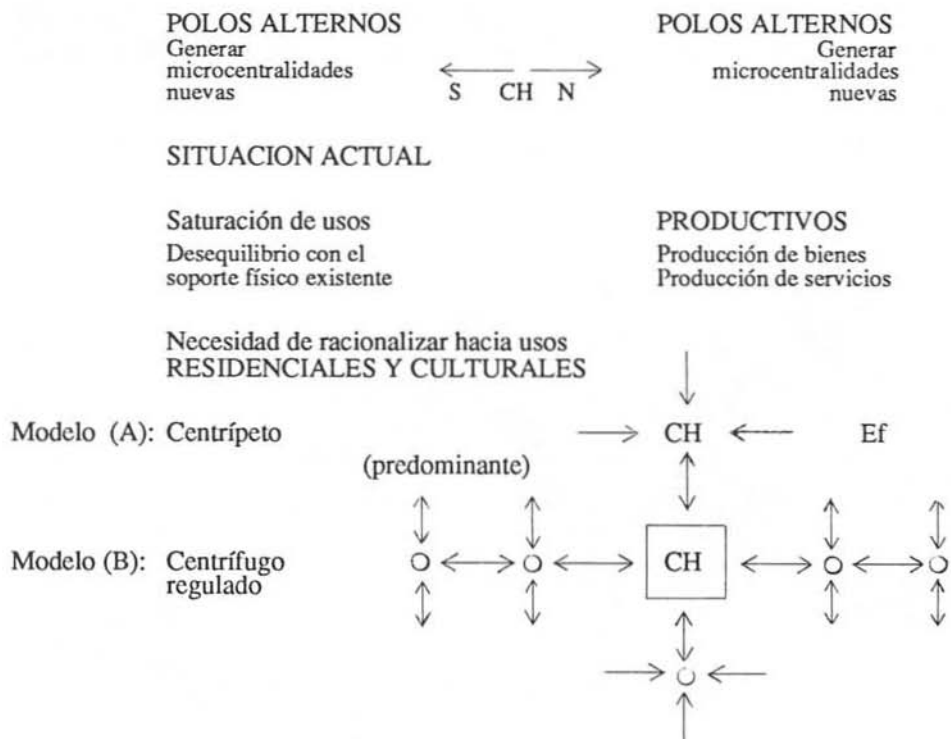 POLOS ALTERNOS
Generar
microcentralidades
nuevas
S CH N
POLOS ALTERNOS
Generar
microcentralidades
nuevas
SITUACION ACTUAL
Saturación de usos
Desequilibrio con el
soporte físico existente
PRODUCTIVOS
Producción de bienes
Producción de servicios
Necesidad de racionalizar hacia usos
RESIDENCIALES Y CULTURALES
Modelo (A): Centrípeto CH Ef
(predominante)
Modelo (B): Centrífugo CH
regulado